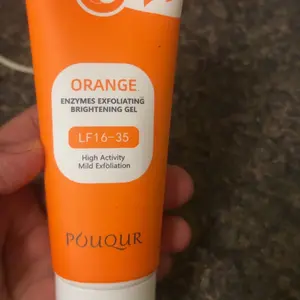 ORANGE
ENZYMES EXFOLIATING
BRIGHTENING GEL
LF16-35
High Activity
Mild Exfoliation
POUQUR